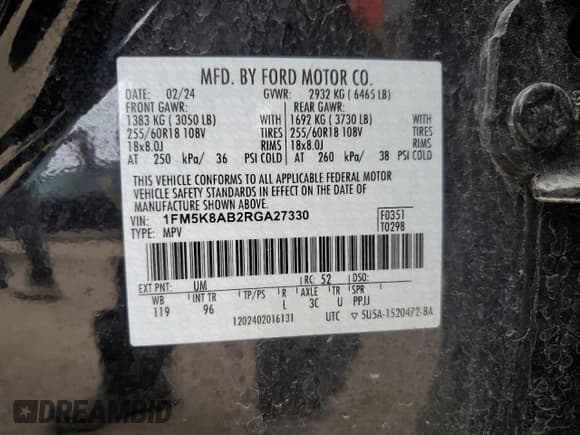 MFD. BY FORD MOTOR CO.
DATE: 02/24 GVWR: 2932 KG ( 6465 LB)
FRONT GAWR: REAR GAWR:
1383 KG ( 3050 LB) 1692 KG ( 3730 LB)
255/60R18 108V TIRES 255/60R18 108V TIRES
18x8.0J RIMS 18x8.0J RIMS
AT 250 kPa/ 36 PSI COLD AT 260 kPa/ 38 PSI COLD
THIS VEHICLE CONFORMS TO ALL APPLICABLE FEDERAL MOTOR
VEHICLE SAFETY STANDARDS IN EFFECT ON THE DATE OF
MANUFACTURE SHOWN ABOVE.
VIN: 1FM5K8AB2RGA27330 F0351
TYPE: MPV T0298
EXT PNT: UM RC: 52 DSO:
WB INT TR TP/PS R AXLE TR SPR
119 96 L 3C U PPJJ
1202402016131 UTC ▽ 5U5A-1520472-BA
DREAMBID